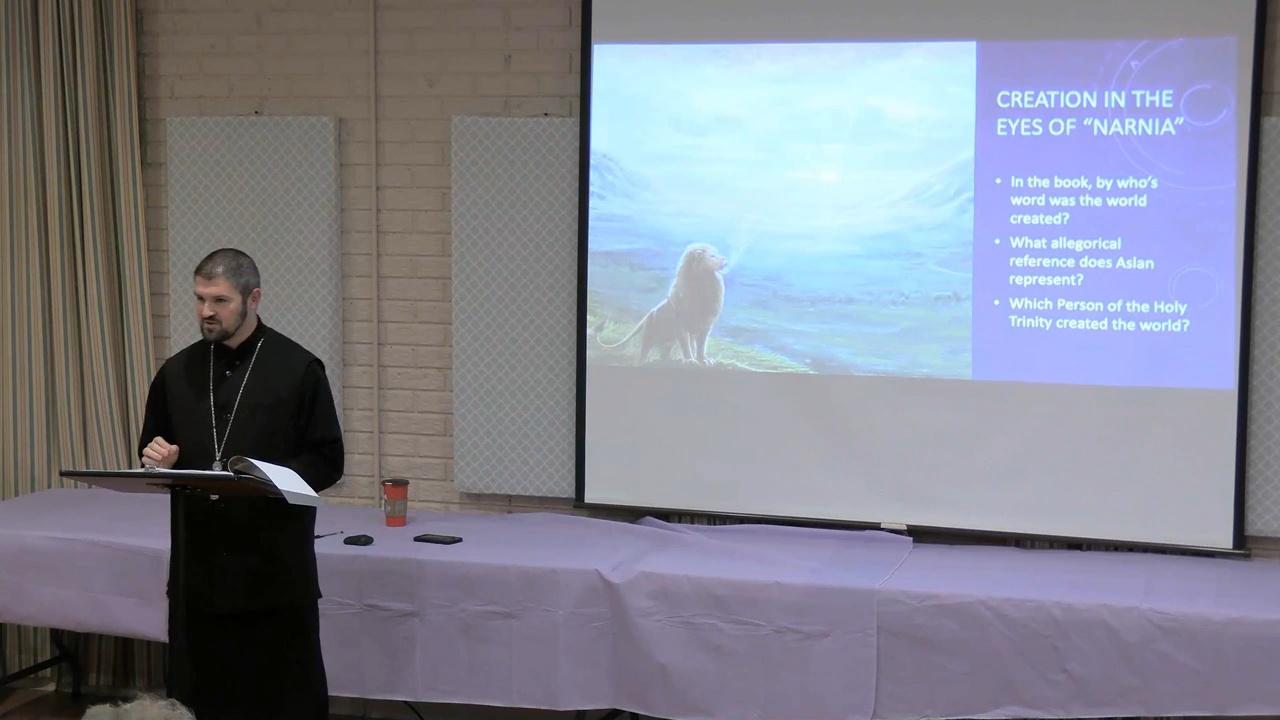 CREATION IN THE
EYES OF “NARNIA”
• In the book, by who's
word was the world
created?
• What allegorical
reference does Aslan
represent?
• Which Person of the Holy
Trinity created the world?